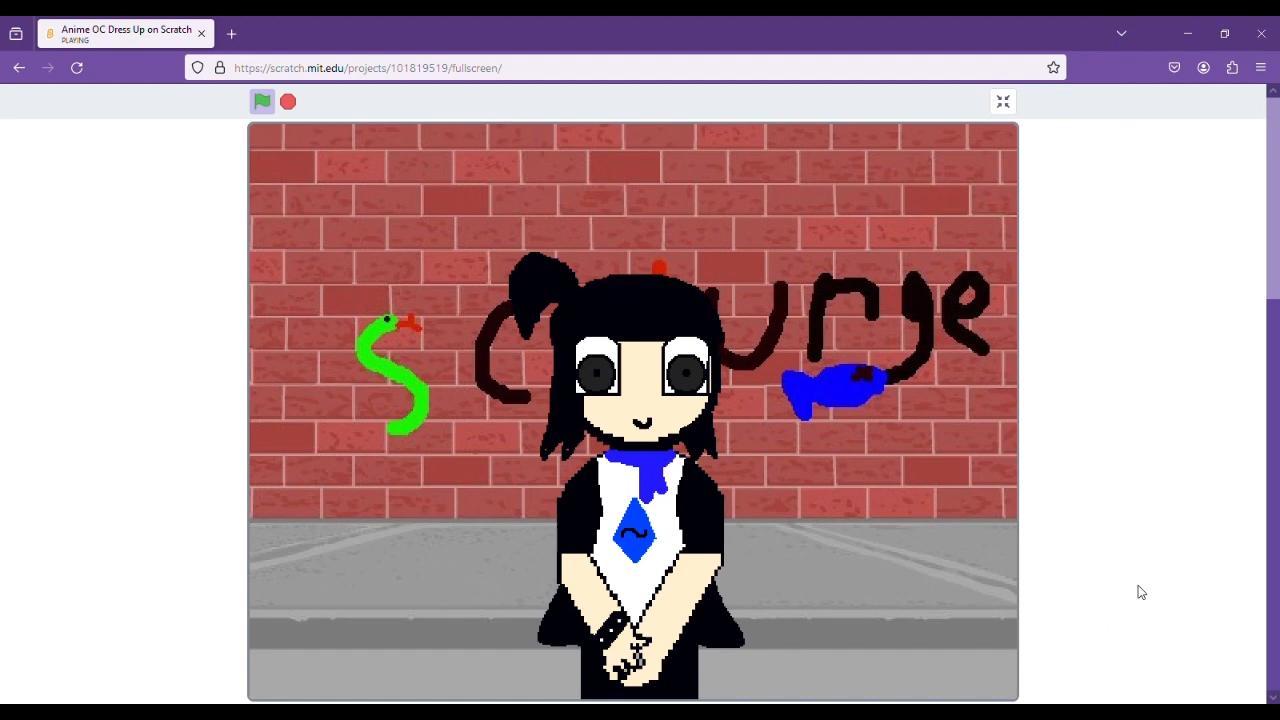 Anime OC Dress Up on Scratch
PLAYING
https://scratch.mit.edu/projects/101819519/fullscreen/